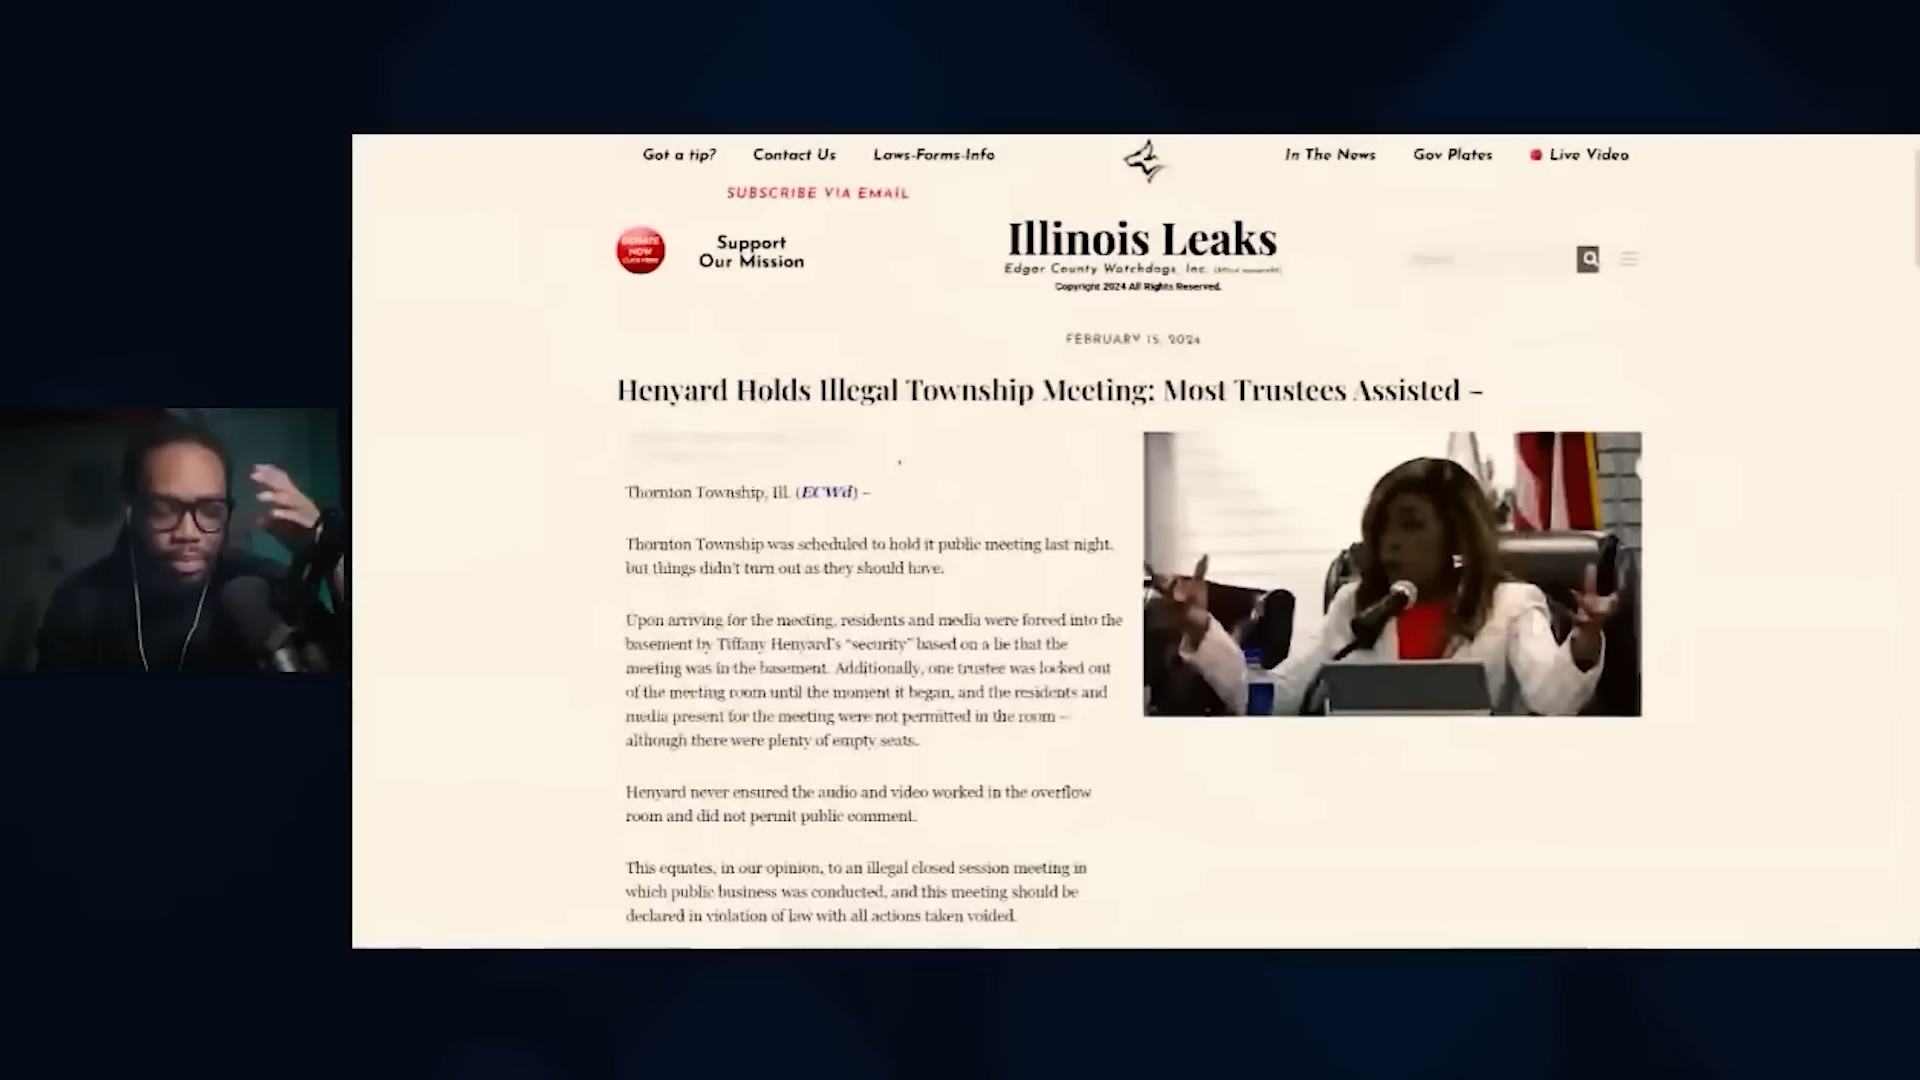 Got a tip?
Contact Us
Laws-Forms-Info
In The News
Gov Plates
Live Video
SUBSCRIBE VIA EMAIL
DONATE
NOW
Support
Our Mission
Illinois Leaks
Edgar County Watchdogs, Inc.
Copyright 2024 All Rights Reserved.
FEBRUARY 15, 2024
Henyard Holds Illegal Township Meeting: Most Trustees Assisted –
Thornton Township, Ill. (ECWd) –
Thornton Township was scheduled to hold it public meeting last night,
but things didn't turn out as they should have.
Upon arriving for the meeting, residents and media were forced into the
basement by Tiffany Henyard's "security" based on a lie that the
meeting was in the basement. Additionally, one trustee was locked out
of the meeting room until the moment it began, and the residents and
media present for the meeting were not permitted in the room –
although there were plenty of empty seats.
Henyard never ensured the audio and video worked in the overflow
room and did not permit public comment.
This equates, in our opinion, to an illegal closed session meeting in
which public business was conducted, and this meeting should be
declared in violation of law with all actions taken voided.